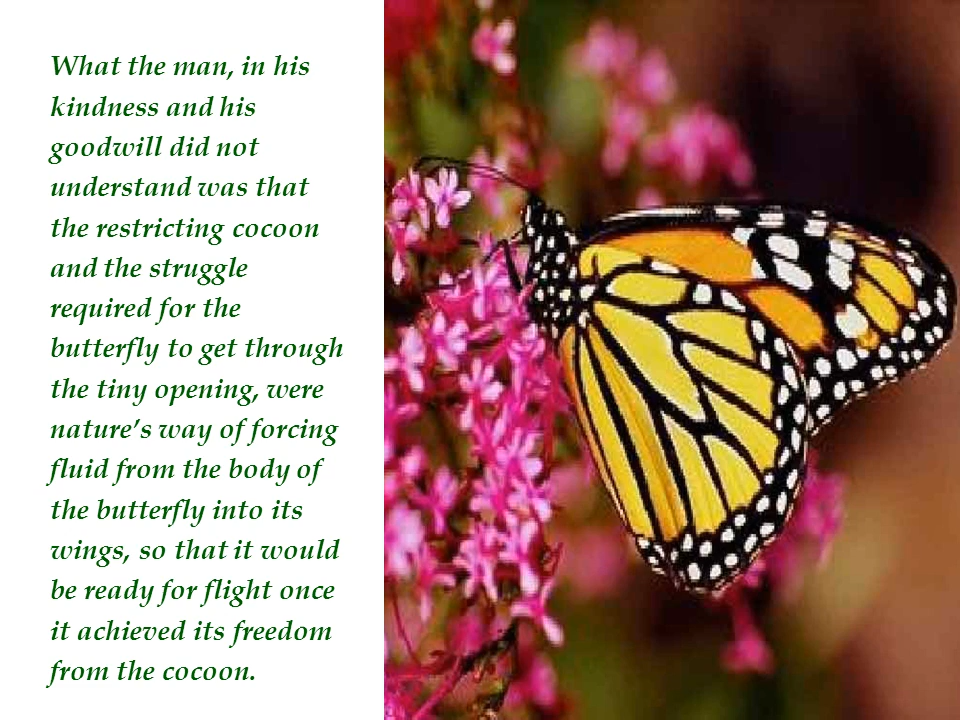 What the man, in his
kindness and his
goodwill did not
understand was that
the restricting cocoon
and the struggle
required for the
butterfly to get through
the tiny opening, were
nature’s way of forcing
fluid from the body of
the butterfly into its
wings, so that it would
be ready for flight once
it achieved its freedom
from the cocoon.